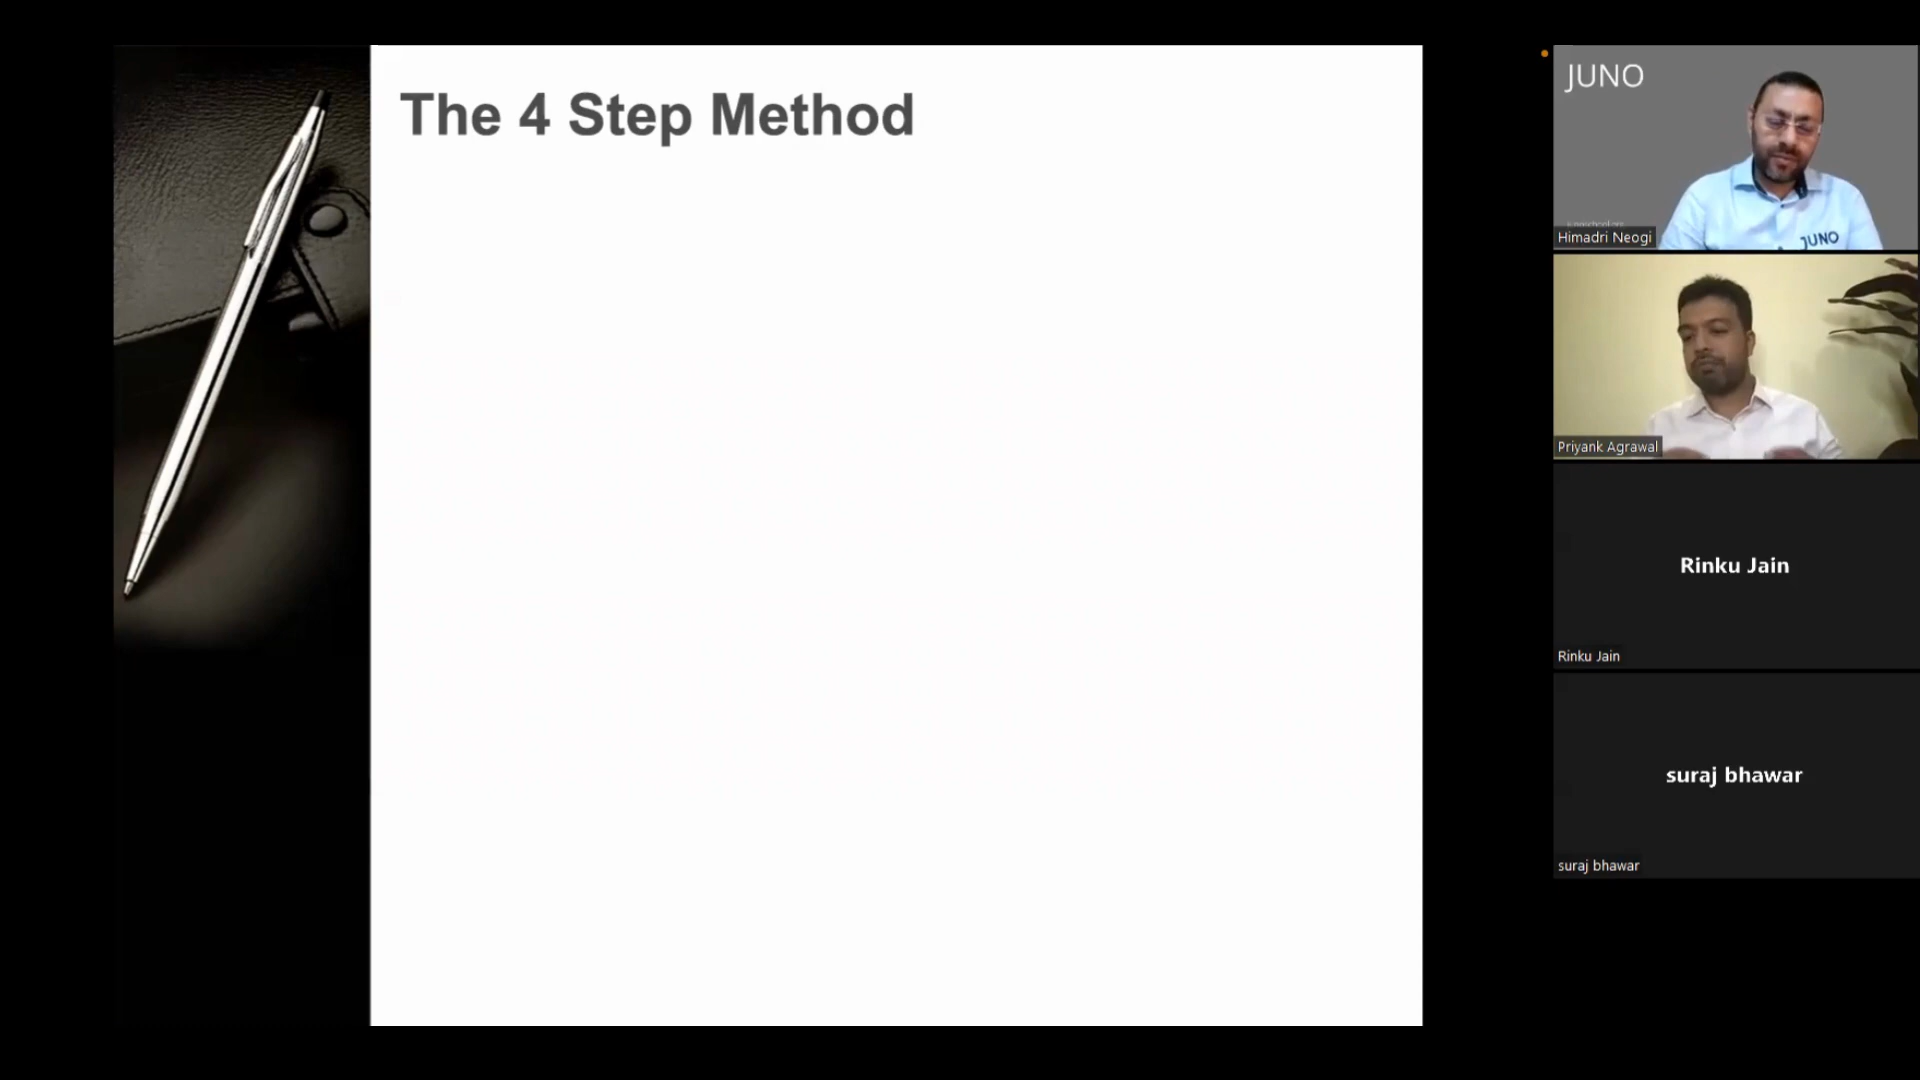 The 4 Step Method
JUNO
JUNO
Himadri Neogi
Priyank Agrawal
Rinku Jain
Rinku Jain
suraj bhawar
suraj bhawar